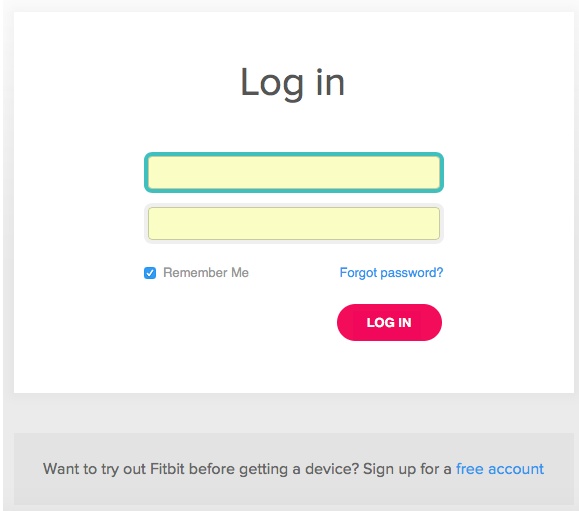 Log in
Remember Me
Forgot password?
LOG IN
Want to try out Fitbit before getting a device? Sign up for a free account